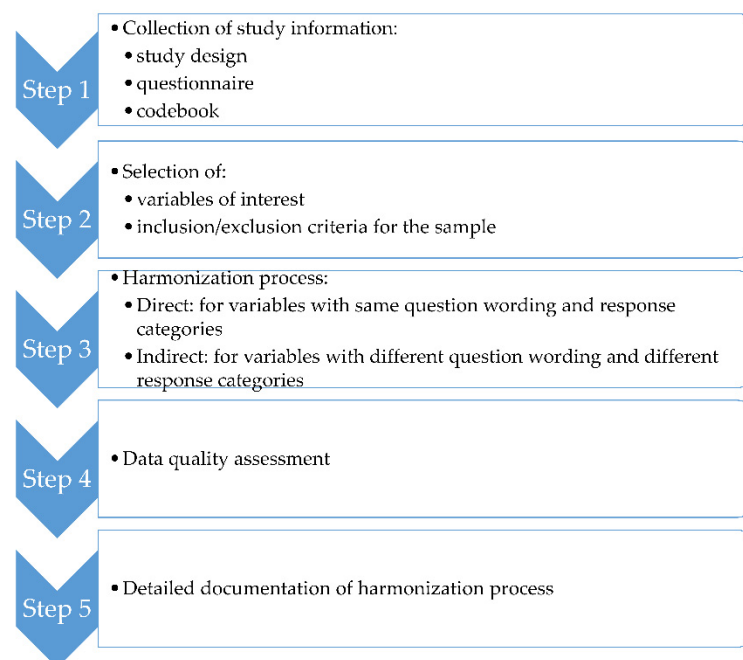 Step 1
• Collection of study information:
• study design
• questionnaire
• codebook
Step 2
• Selection of:
• variables of interest
• inclusion/exclusion criteria for the sample
Step 3
• Harmonization process:
• Direct: for variables with same question wording and response
categories
• Indirect: for variables with different question wording and different
response categories
Step 4
• Data quality assessment
Step 5
• Detailed documentation of harmonization process